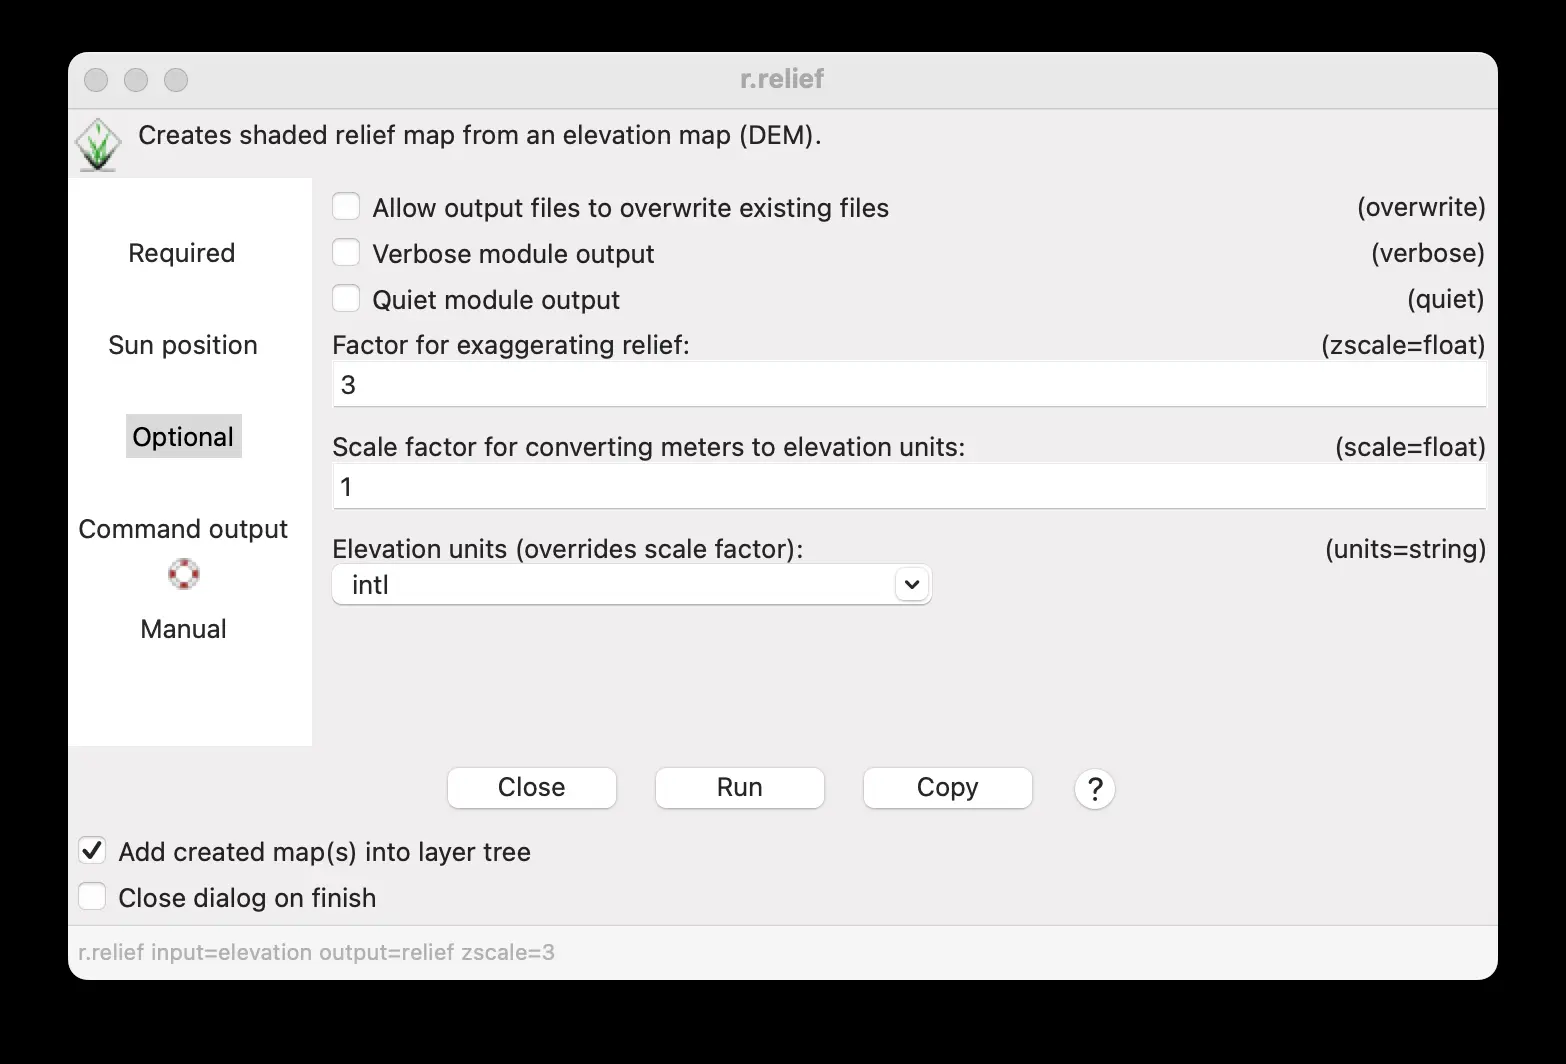 r.relief
Creates shaded relief map from an elevation map (DEM).
Required
Sun position
Optional
Command output
Manual
Allow output files to overwrite existing files (overwrite)
Verbose module output (verbose)
Quiet module output (quiet)
Factor for exaggerating relief: (zscale=float)
3
Scale factor for converting meters to elevation units: (scale=float)
1
Elevation units (overrides scale factor): (units=string)
intl
Close Run Copy ?
Add created map(s) into layer tree
Close dialog on finish
r.relief input=elevation output=relief zscale=3